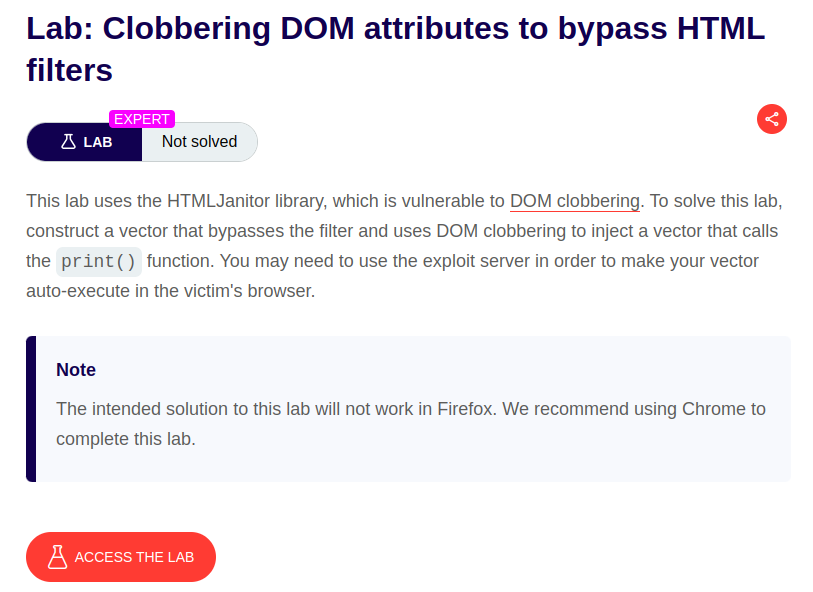 Lab: Clobbering DOM attributes to bypass HTML
filters
EXPERT
LAB
Not solved
This lab uses the HTMLJanitor library, which is vulnerable to DOM clobbering. To solve this lab,
construct a vector that bypasses the filter and uses DOM clobbering to inject a vector that calls
the print() function. You may need to use the exploit server in order to make your vector
auto-execute in the victim's browser.
Note
The intended solution to this lab will not work in Firefox. We recommend using Chrome to
complete this lab.
ACCESS THE LAB